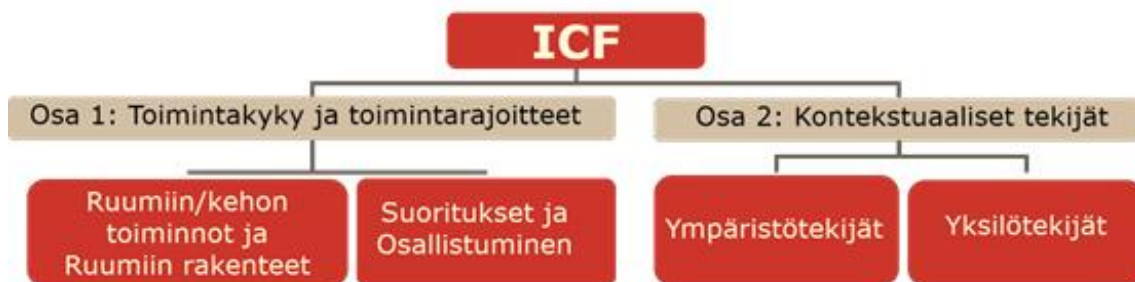 ICF
Osa 1: Toimintakyky ja toimintarajoitteet
Osa 2: Kontekstuaaliset tekijät
Ruumiin/kehon
toiminnot ja
Ruumiin rakenteet
Suoritukset ja
Osallistuminen
Ympäristötekijät
Yksilötekijät